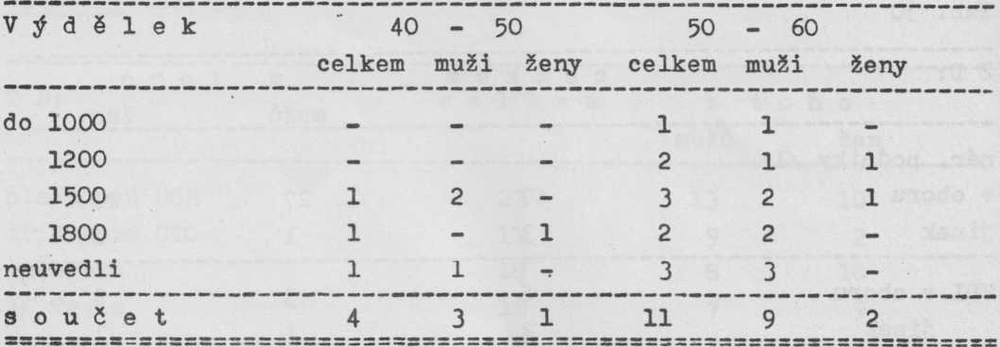 V ý d ě l e k 40 - 50 50 - 60
celkem muži ženy celkem muži ženy
do 1000 - - - 1 1 -
1200 - - - 2 1 1
1500 1 2 - 3 2 1
1800 1 - 1 2 2 -
neuvedli 1 1 - 3 3 -
s o u č e t 4 3 1 11 9 2